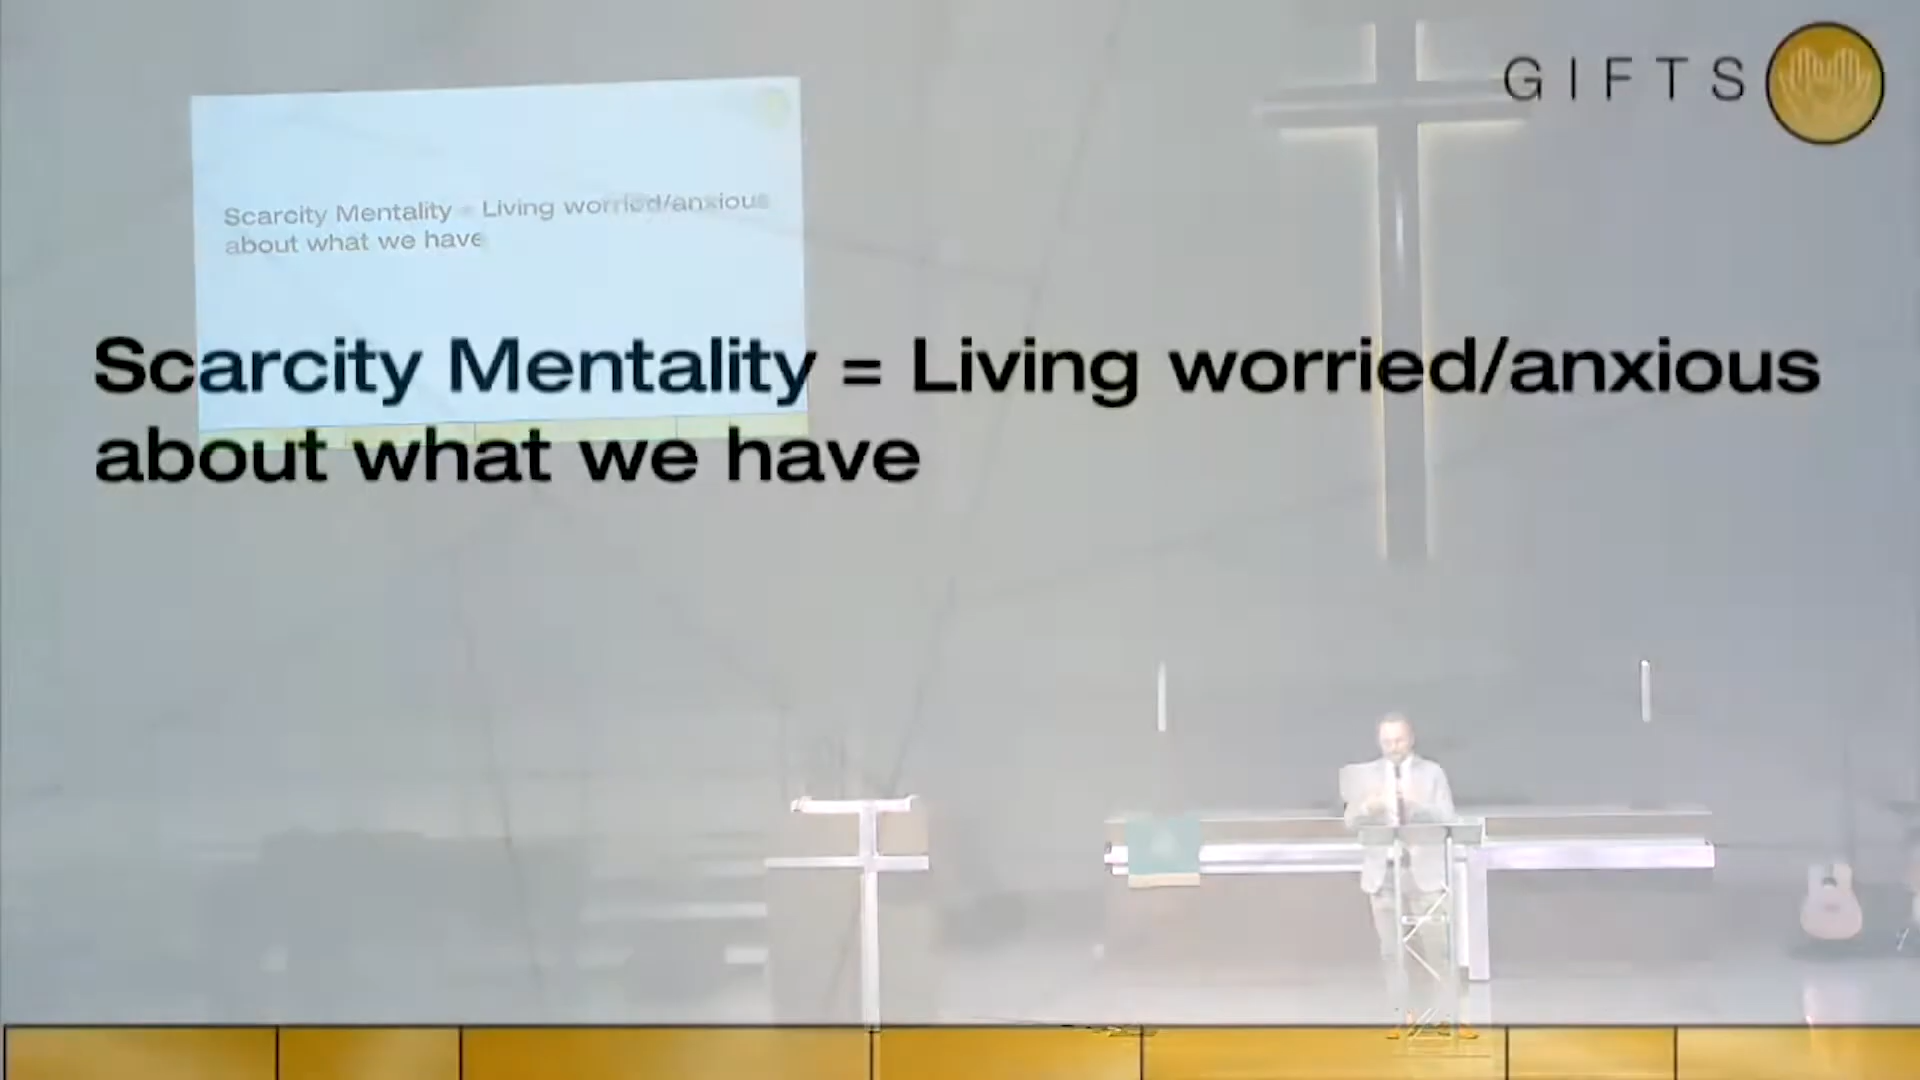 GIFTS
Scarcity Mentality = Living worried/anxious
about what we have
Scarcity Mentality = Living worried/anxious
about what we have